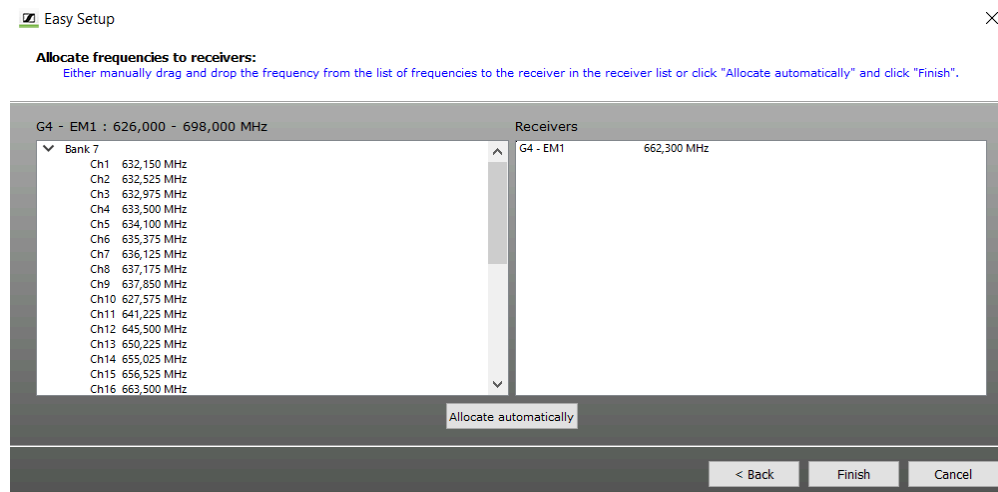 Easy Setup
Allocate frequencies to receivers:
Either manually drag and drop the frequency from the list of frequencies to the receiver in the receiver list or click "Allocate automatically" and click "Finish".
G4 - EM1 : 626,000 - 698,000 MHz
Bank 7
Ch1 632,150 MHz
Ch2 632,525 MHz
Ch3 632,975 MHz
Ch4 633,500 MHz
Ch5 634,100 MHz
Ch6 635,375 MHz
Ch7 636,125 MHz
Ch8 637,175 MHz
Ch9 637,850 MHz
Ch10 627,575 MHz
Ch11 641,225 MHz
Ch12 645,500 MHz
Ch13 650,225 MHz
Ch14 655,025 MHz
Ch15 656,525 MHz
Ch16 663,500 MHz
Receivers
G4 - EM1 662,300 MHz
Allocate automatically
< Back Finish Cancel